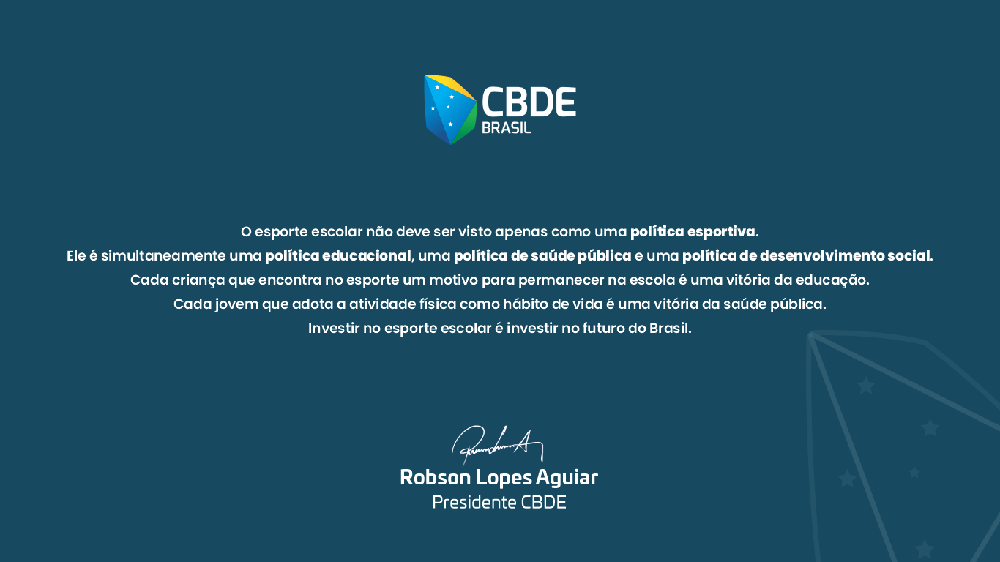 CBDE
BRASIL
O esporte escolar não deve ser visto apenas como uma política esportiva.
Ele é simultaneamente uma política educacional, uma política de saúde pública e uma política de desenvolvimento social.
Cada criança que encontra no esporte um motivo para permanecer na escola é uma vitória da educação.
Cada jovem que adota a atividade física como hábito de vida é uma vitória da saúde pública.
Investir no esporte escolar é investir no futuro do Brasil.
Robson Lopes Aguiar
Presidente CBDE